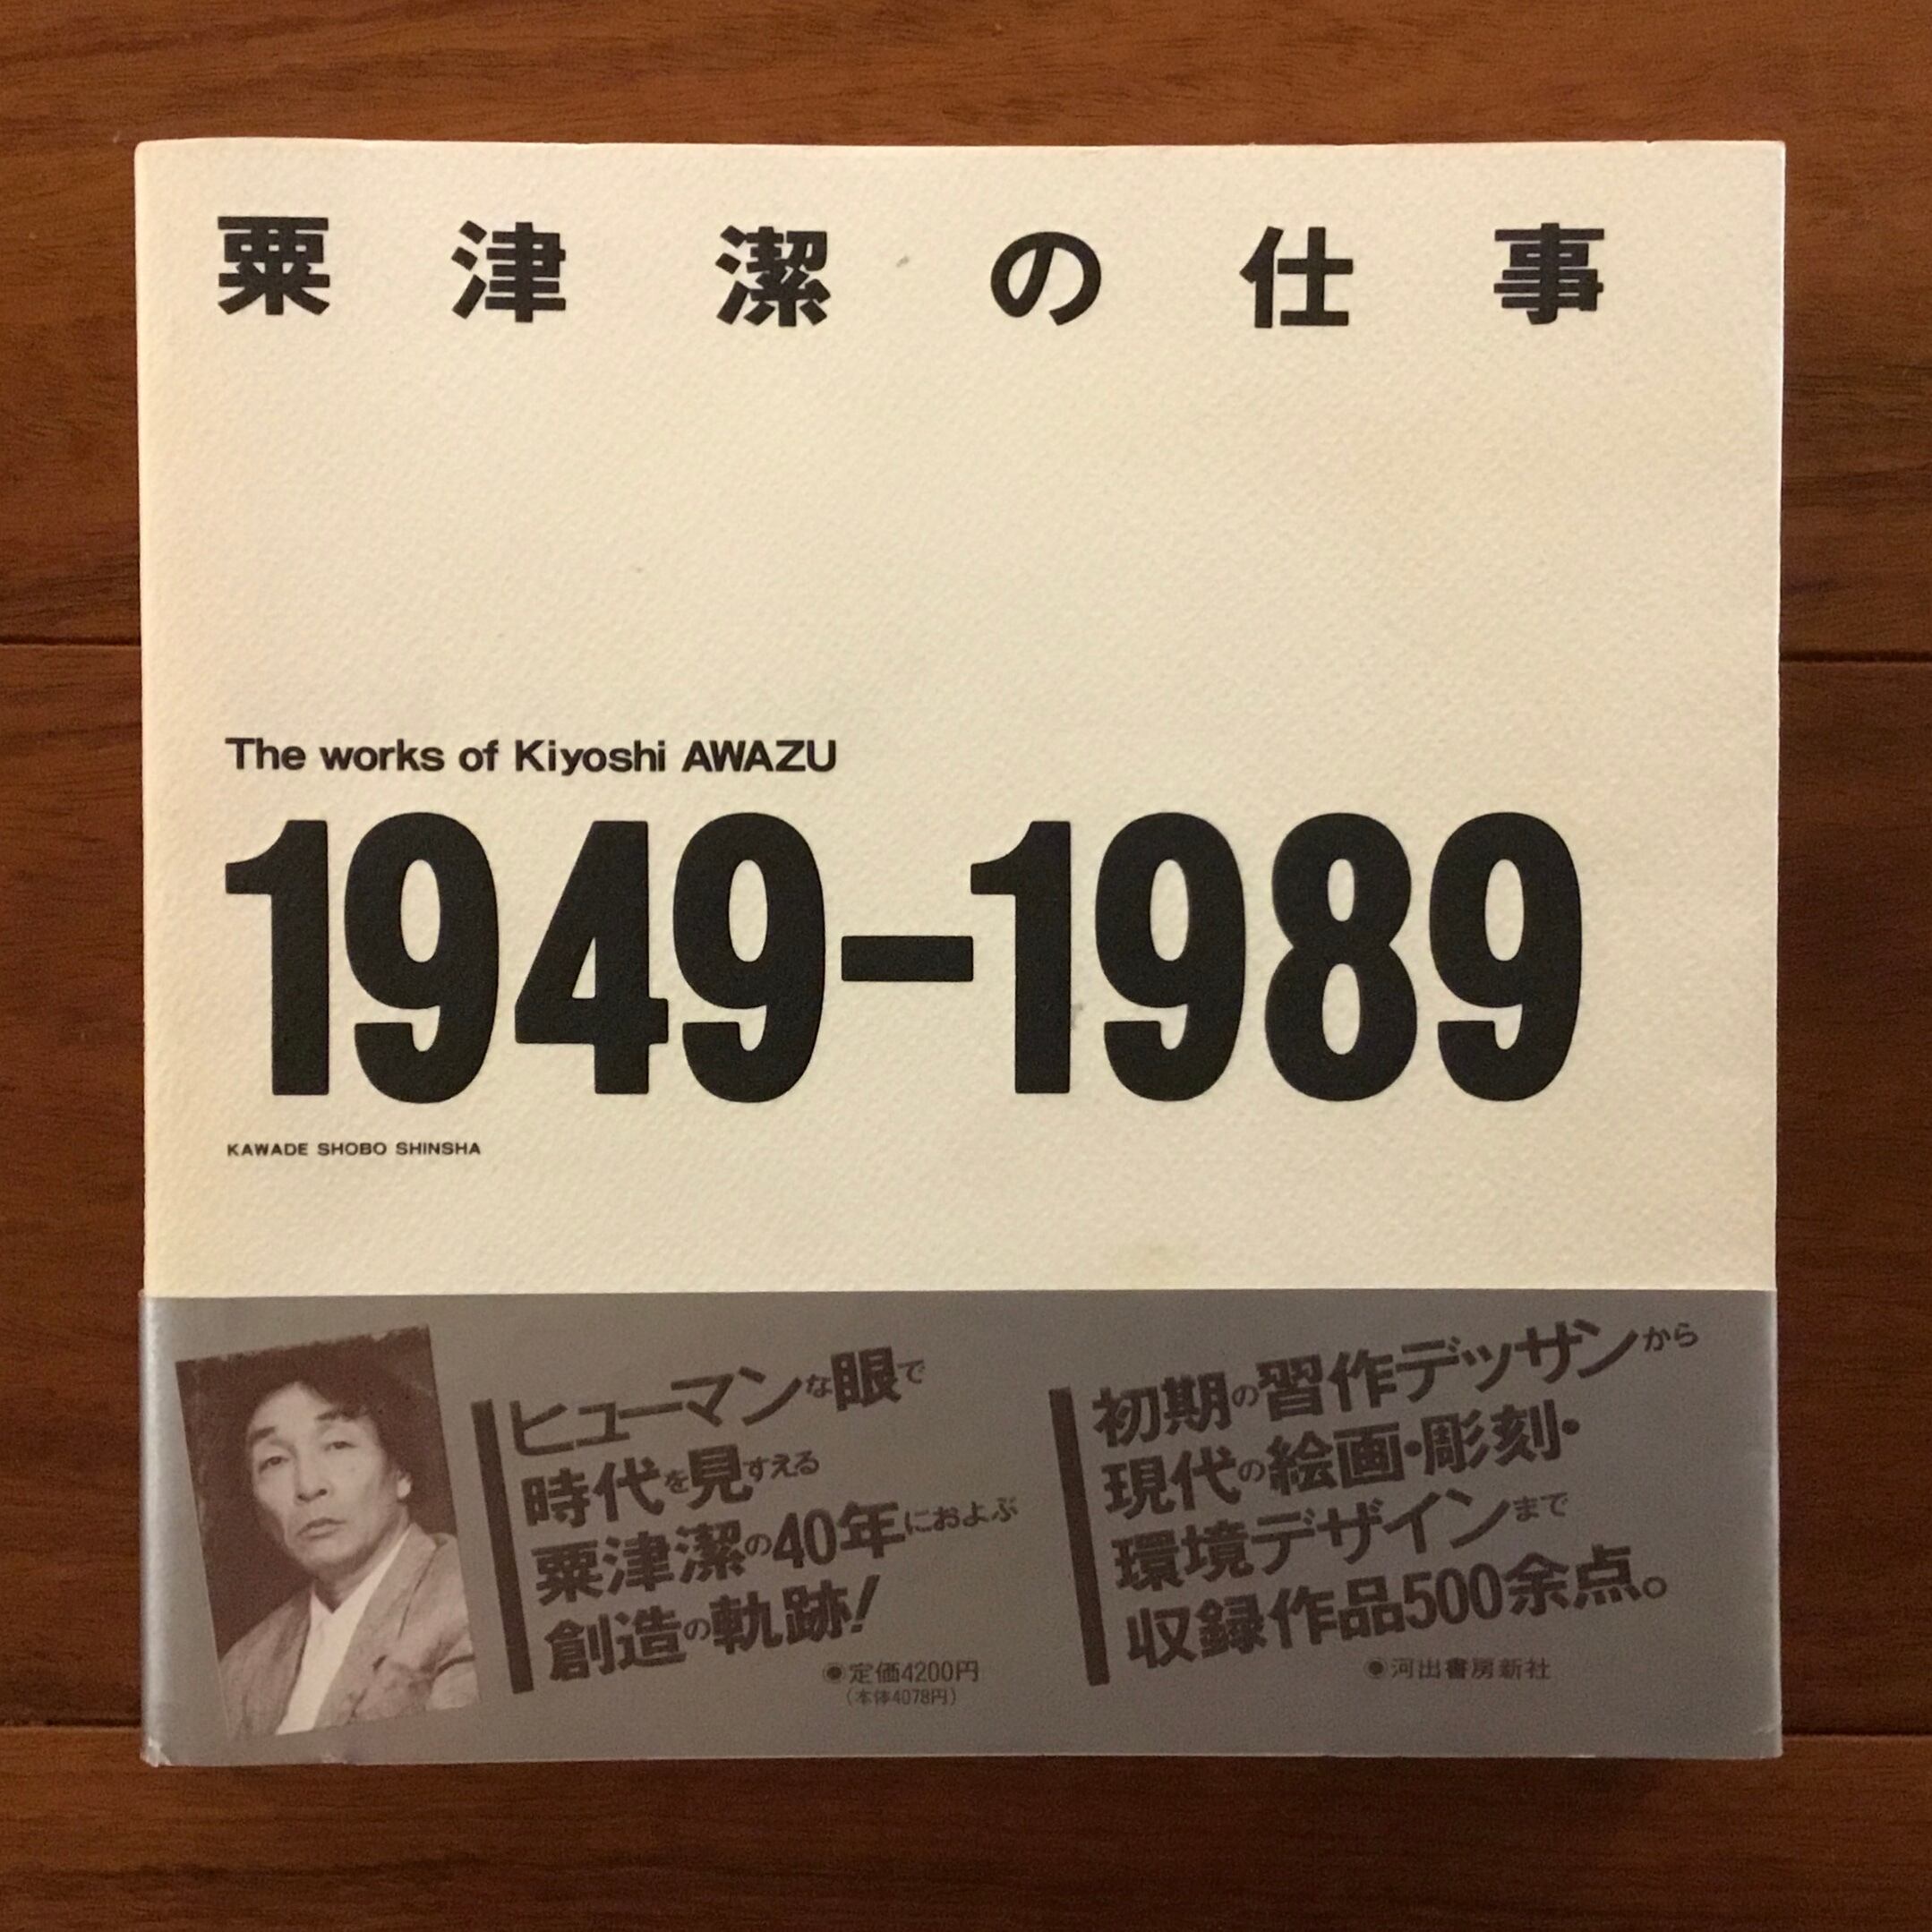 粟津潔の仕事
The works of Kiyoshi AWAZU
1949-1989
KAWADE SHOBO SHINSHA
ヒューマンな眼で
時代を見すえる
粟津潔の40年におよぶ
創造の軌跡!
●定価4200円
(本体4078円)
初期の習作デッサンから
現代の絵画・彫刻・
環境デザインまで
収録作品500余点。
●河出書房新社